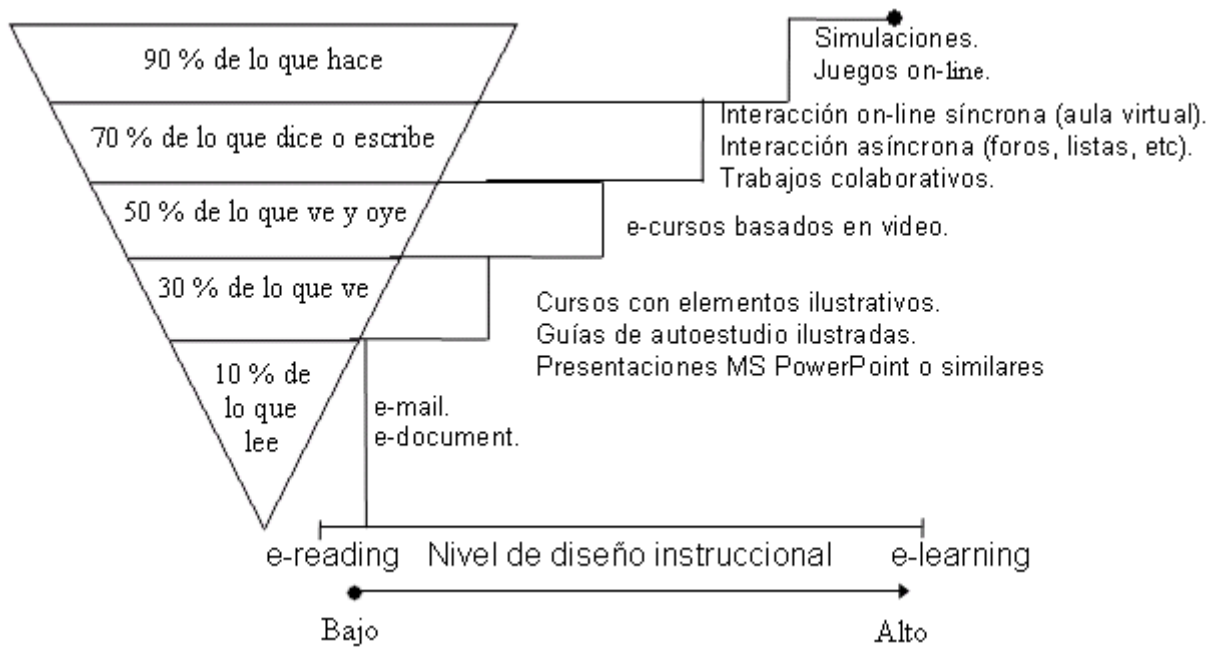 90 % de lo que hace
Simulaciones.
Juegos on-line.
70 % de lo que dice o escribe
Interacción on-line síncrona (aula virtual).
Interacción asíncrona (foros, listas, etc).
Trabajos colaborativos.
50 % de lo que ve y oye
e-cursos basados en video.
30 % de lo que ve
Cursos con elementos ilustrativos.
Guías de autoestudio ilustradas.
Presentaciones MS PowerPoint o similares
10 % de
lo que
lee
e-mail.
e-document.
e-reading Nivel de diseño instruccional e-learning
Bajo Alto